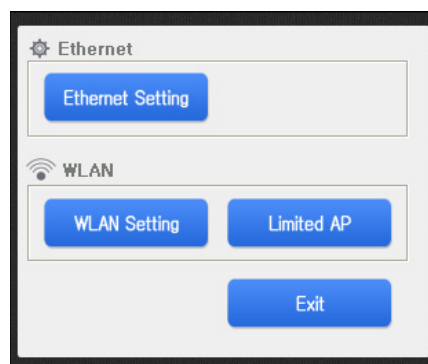 Ethernet
Ethernet Setting
WLAN
WLAN Setting
Limited AP
Exit